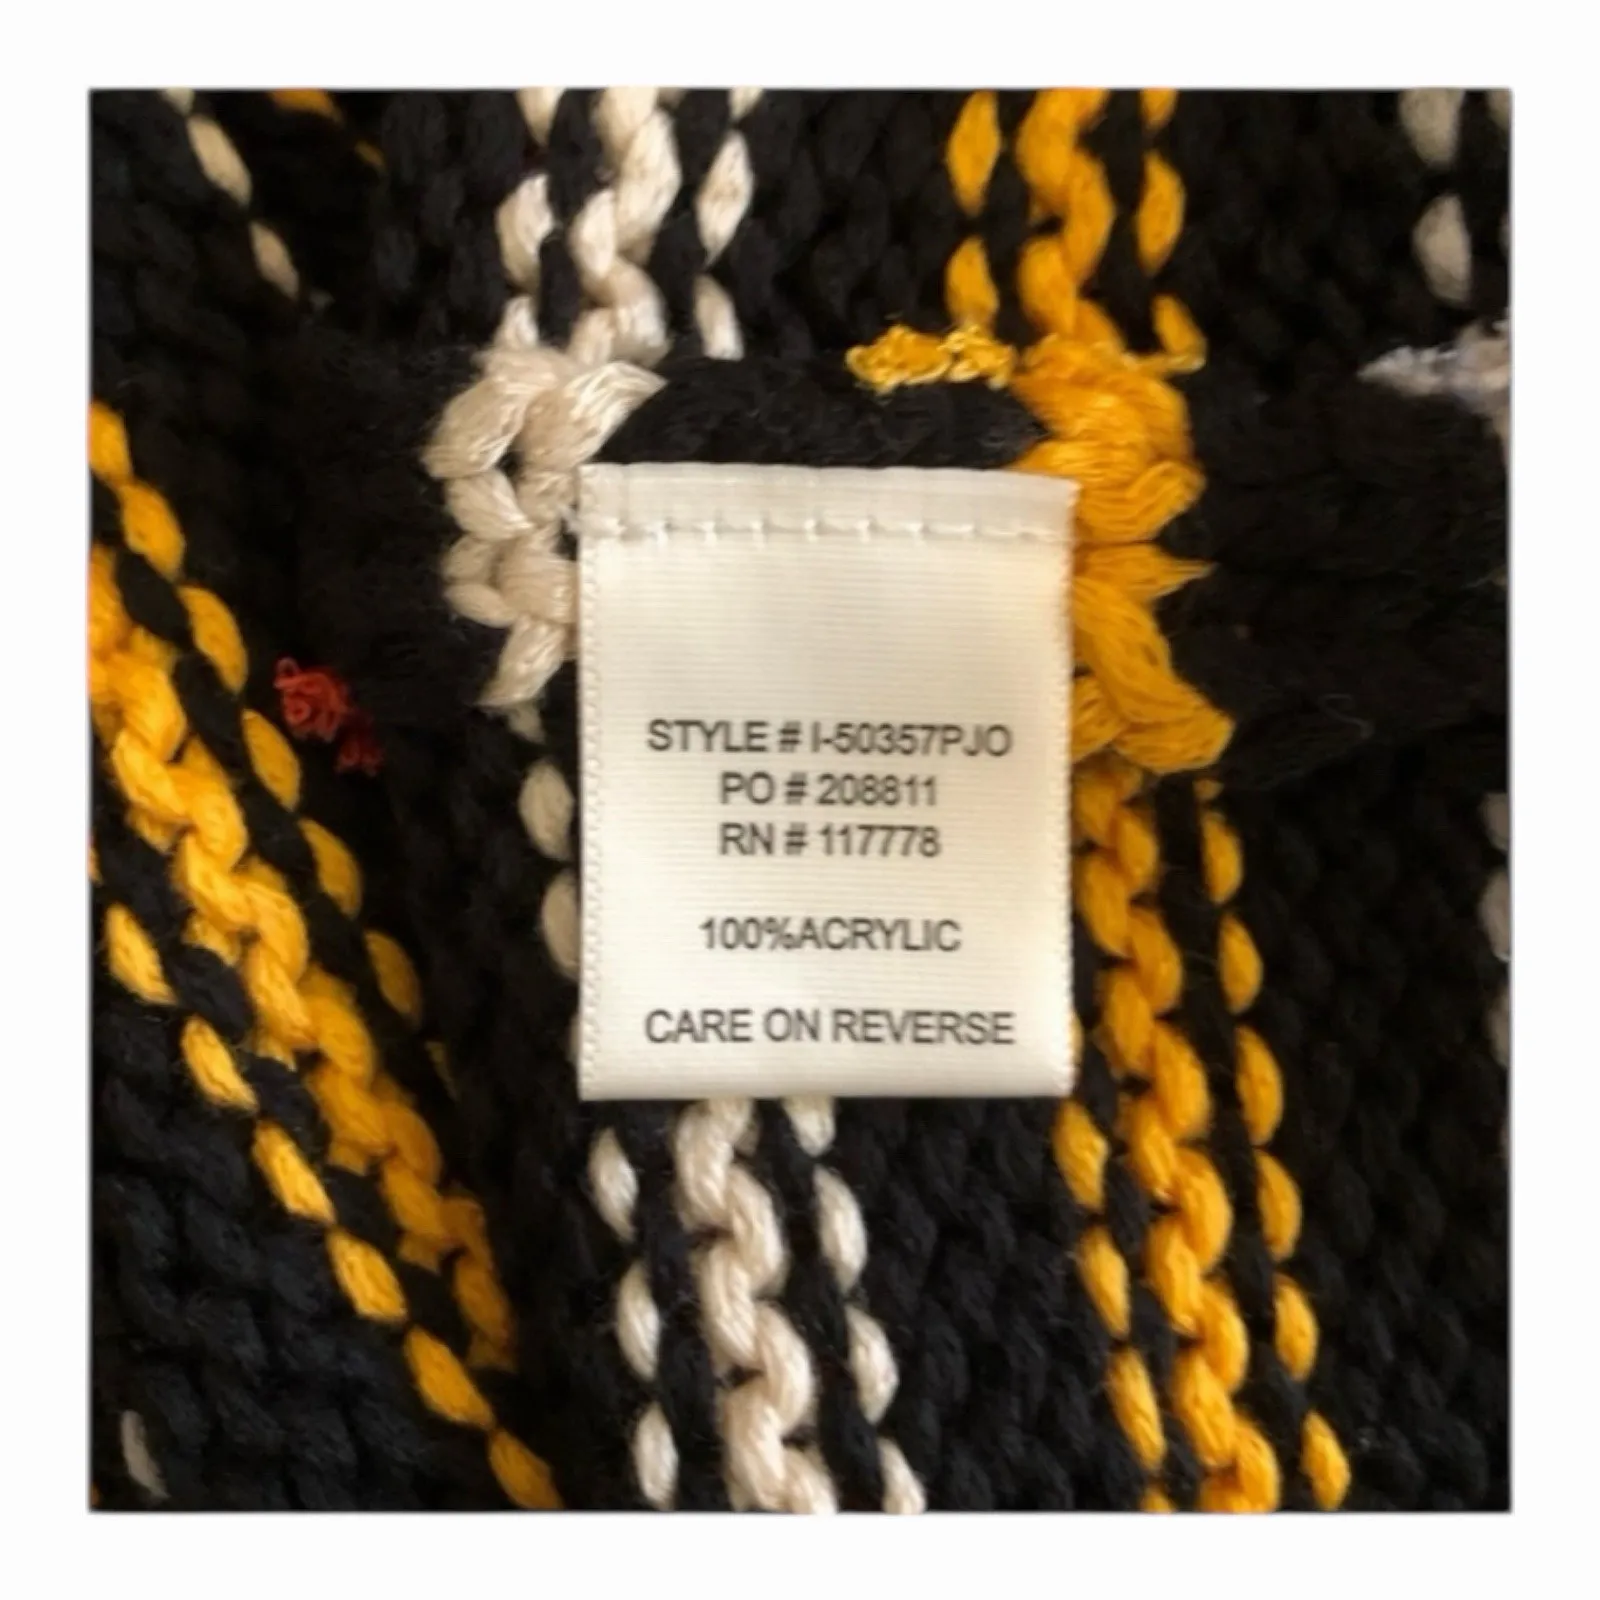 STYLE # I-50357PJO
PO # 208811
RN # 117778
100%ACRYLIC
CARE ON REVERSE